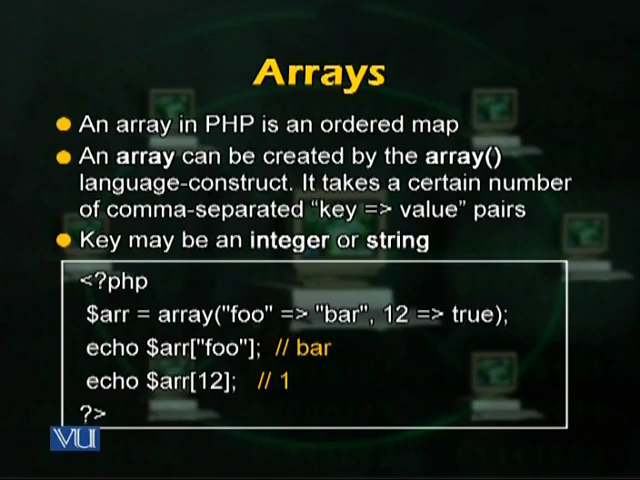 Arrays
An array in PHP is an ordered map
An array can be created by the array()
language-construct. It takes a certain number
of comma-separated “key => value” pairs
Key may be an integer or string
<?php
$arr = array("foo" => "bar", 12 => true);
echo $arr["foo"]; // bar
echo $arr[12]; // 1
?>
VU